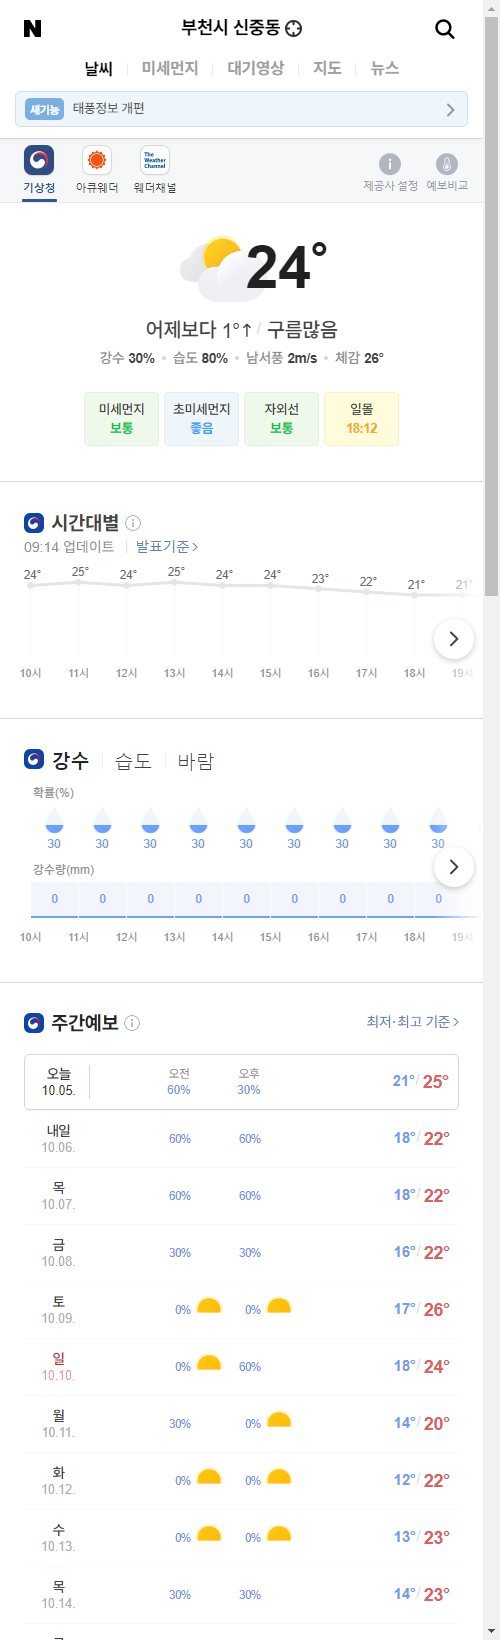 N 부천시 신중동
날씨 미세먼지 대기영상 지도 뉴스
새기능 태풍정보 개편
The Weather Channel
기상청 아큐웨더 웨더채널 제공사 설정 예보비교
24°
어제보다 1°↑ / 구름많음
강수 30% • 습도 80% • 남서풍 2m/s • 체감 26°
미세먼지 초미세먼지 자외선 일몰
보통 좋음 보통 18:12
시간대별
09:14 업데이트 발표기준 >
24° 25° 24° 25° 24° 24° 23° 22° 21° 21°
10시 11시 12시 13시 14시 15시 16시 17시 18시 19시
강수 습도 바람
확률(%)
30 30 30 30 30 30 30 30 30
강수량(mm)
0 0 0 0 0 0 0 0 0
10시 11시 12시 13시 14시 15시 16시 17시 18시 19시
주간예보 최저·최고 기준 >
오늘 오전 오후
10.05. 60% 30% 21°/ 25°
내일
10.06. 60% 60% 18°/ 22°
목
10.07. 60% 60% 18°/ 22°
금
10.08. 30% 30% 16°/ 22°
토
10.09. 0% 0% 17°/ 26°
일
10.10. 0% 60% 18°/ 24°
월
10.11. 30% 0% 14°/ 20°
화
10.12. 0% 0% 12°/ 22°
수
10.13. 0% 0% 13°/ 23°
목
10.14. 30% 30% 14°/ 23°